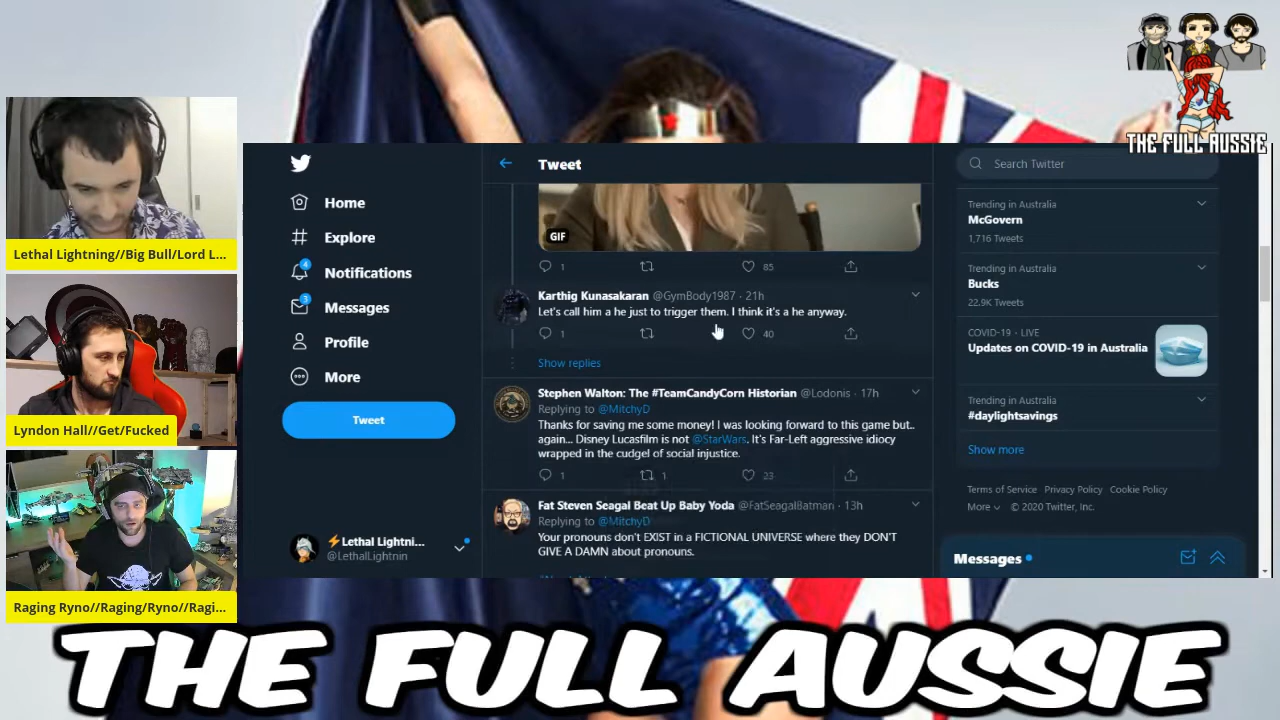 THE FULL AUSSIE
Lethal Lightning//Big Bull/Lord L...
Lyndon Hall//Get/Fucked
Raging Ryno//Raging/Ryno//Ragi...
Home
Explore
4
Notifications
3
Messages
Profile
More
Tweet
⚡Lethal Lightni...
@LethalLightnin
Tweet
GIF
1 85
Karthig Kunasakaran @GymBody1987 · 21h
Let's call him a he just to trigger them. I think it's a he anyway.
1 40
Show replies
Stephen Walton: The #TeamCandyCorn Historian @Lodonis · 17h
Replying to @MitchyD
Thanks for saving me some money! I was looking forward to this game but..
again... Disney Lucasfilm is not @StarWars. It's Far-Left aggressive idiocy
wrapped in the cudgel of social injustice.
1 1 23
Fat Steven Seagal Beat Up Baby Yoda @FatSeagalBatman · 13h
Replying to @MitchyD
Your pronouns don't EXIST in a FICTIONAL UNIVERSE where they DON'T
GIVE A DAMN about pronouns.
Search Twitter
Trending in Australia
McGovern
1,716 Tweets
Trending in Australia
Bucks
22.9K Tweets
COVID-19 · LIVE
Updates on COVID-19 in Australia
Trending in Australia
#daylightsavings
Show more
Terms of Service Privacy Policy Cookie Policy
More © 2020 Twitter, Inc.
Messages
THE FULL AUSSIE